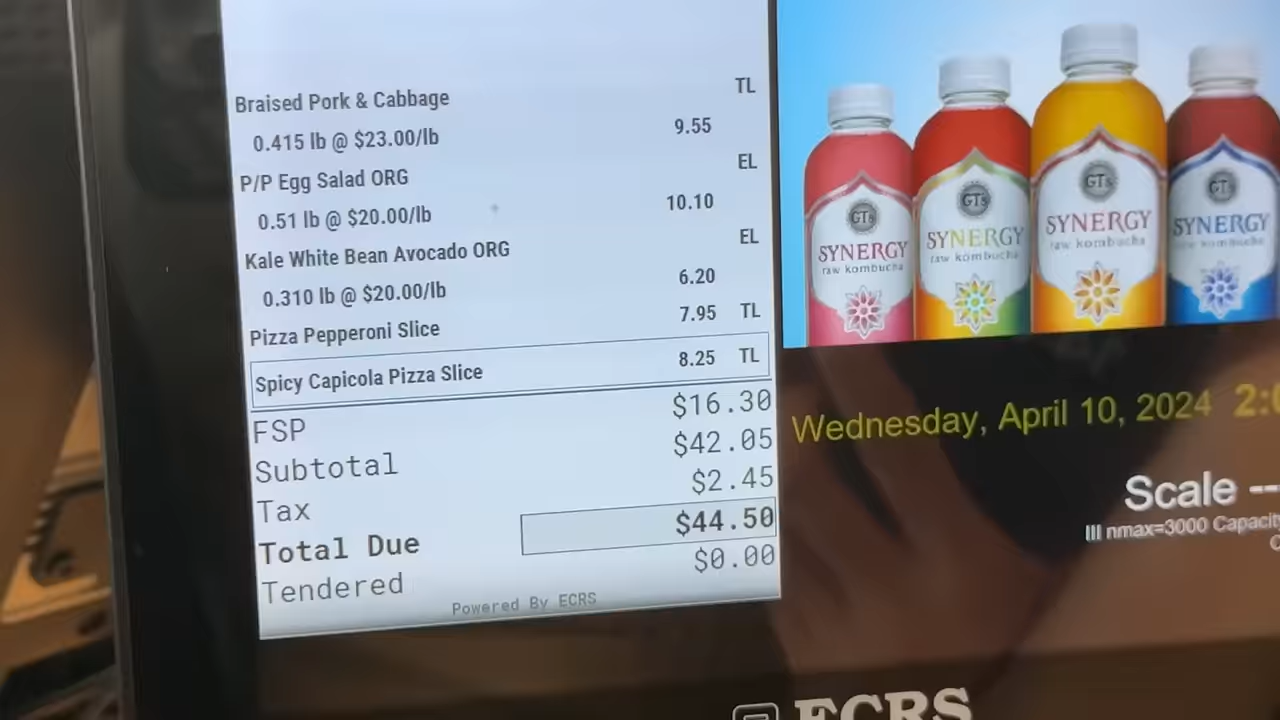 Braised Pork & Cabbage TL
0.415 lb @ $23.00/lb 9.55
P/P Egg Salad ORG EL
0.51 lb @ $20.00/lb 10.10
Kale White Bean Avocado ORG EL
0.310 lb @ $20.00/lb 6.20
Pizza Pepperoni Slice 7.95 TL
Spicy Capicola Pizza Slice 8.25 TL
FSP $16.30
Subtotal $42.05
Tax $2.45
Total Due $44.50
Tendered $0.00
Powered By ECRS
GT's
SYNERGY
raw kombucha
GT's
SYNERGY
raw kombucha
GT's
SYNERGY
raw kombucha
GT's
SYNERGY
raw kombucha
Wednesday, April 10, 2024
Scale --
III nmax=3000
ECRS